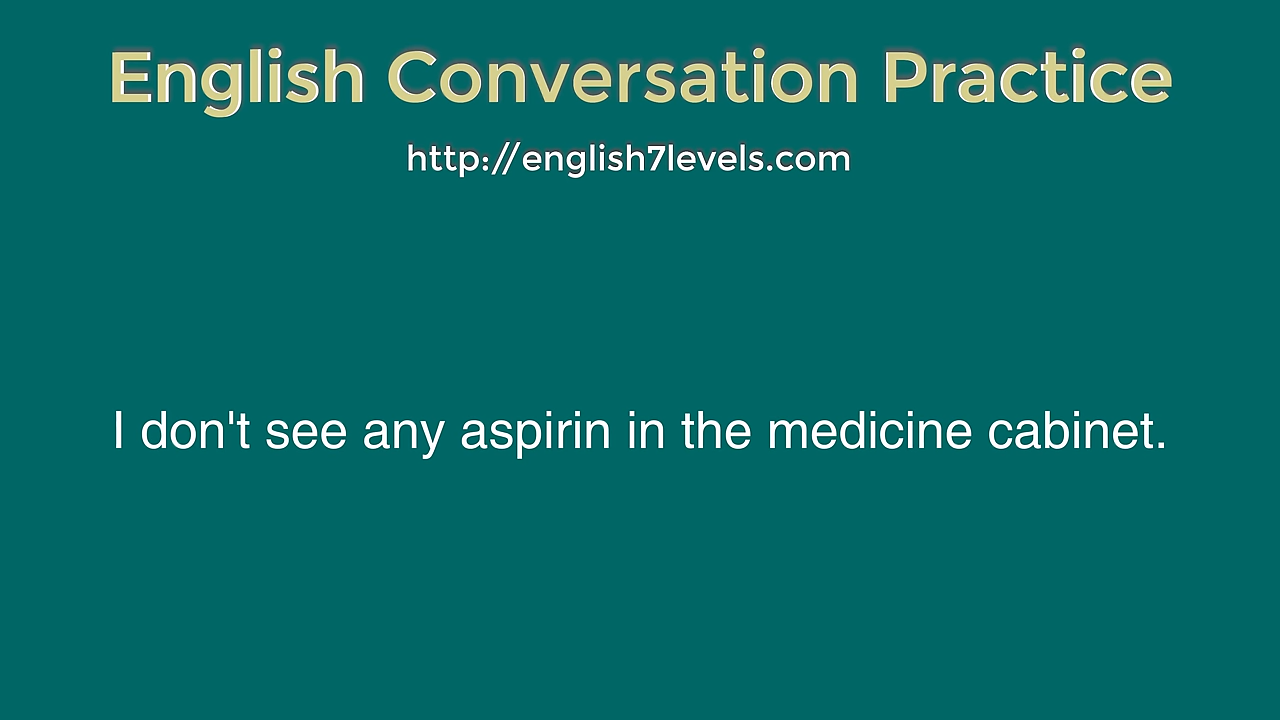 English Conversation Practice
http://english7levels.com
I don't see any aspirin in the medicine cabinet.